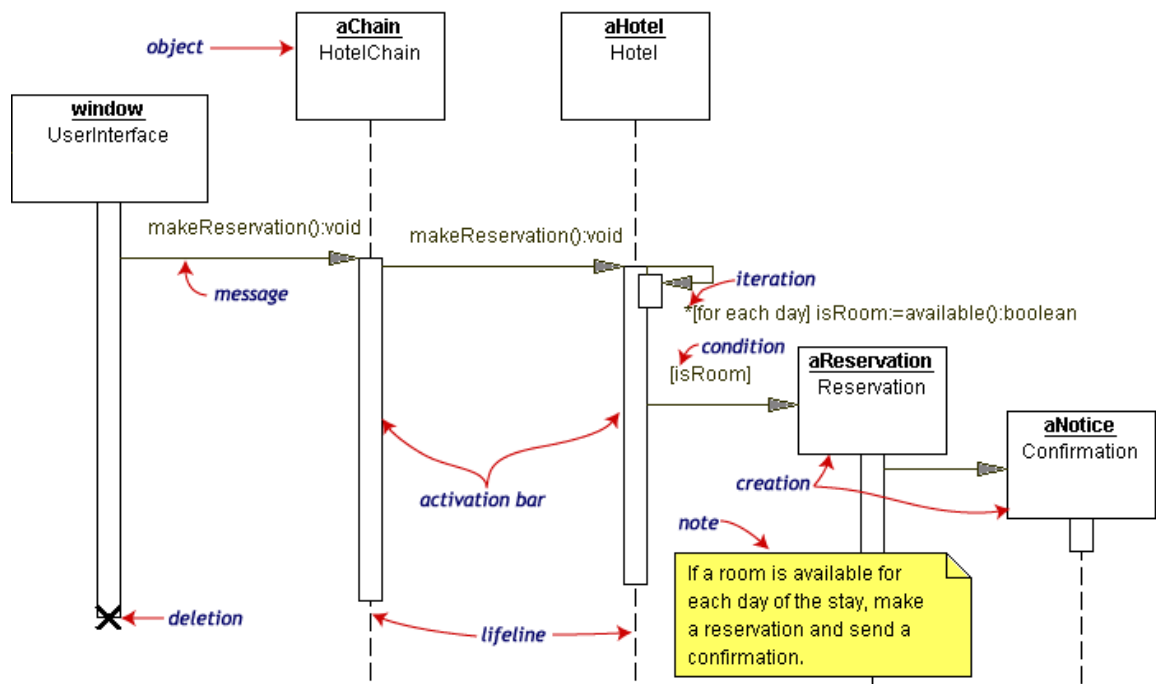 object
aChain
HotelChain
aHotel
Hotel
window
UserInterface
makeReservation():void
makeReservation():void
message
iteration
*[for each day] isRoom:=available():boolean
condition
[isRoom]
aReservation
Reservation
aNotice
Confirmation
activation bar
creation
note
If a room is available for
each day of the stay, make
a reservation and send a
confirmation.
deletion
lifeline